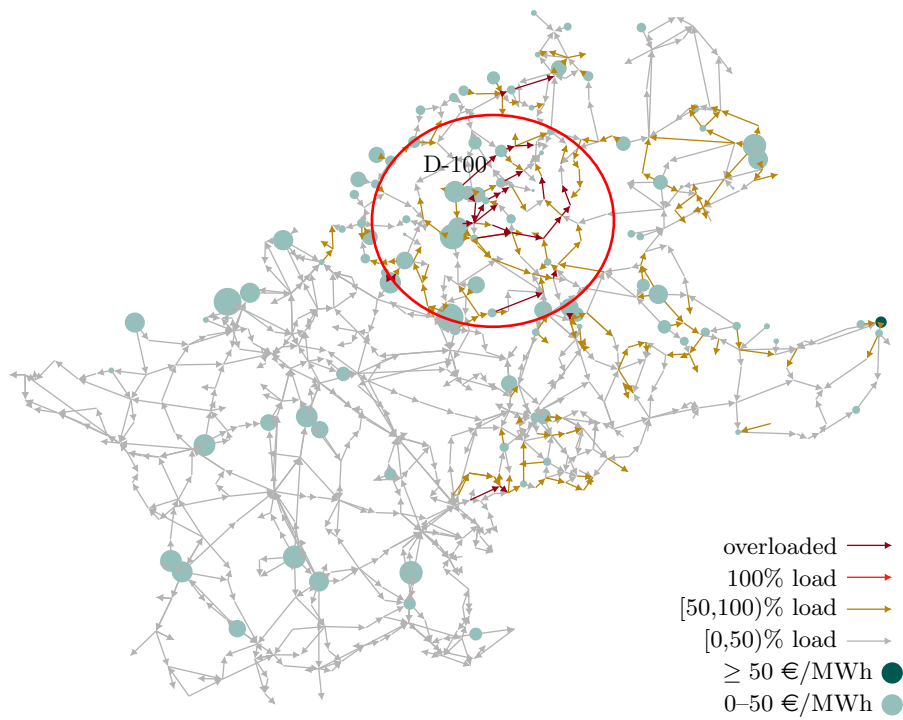 D-100
overloaded
100% load
[50,100)% load
[0,50)% load
≥ 50 €/MWh
0–50 €/MWh